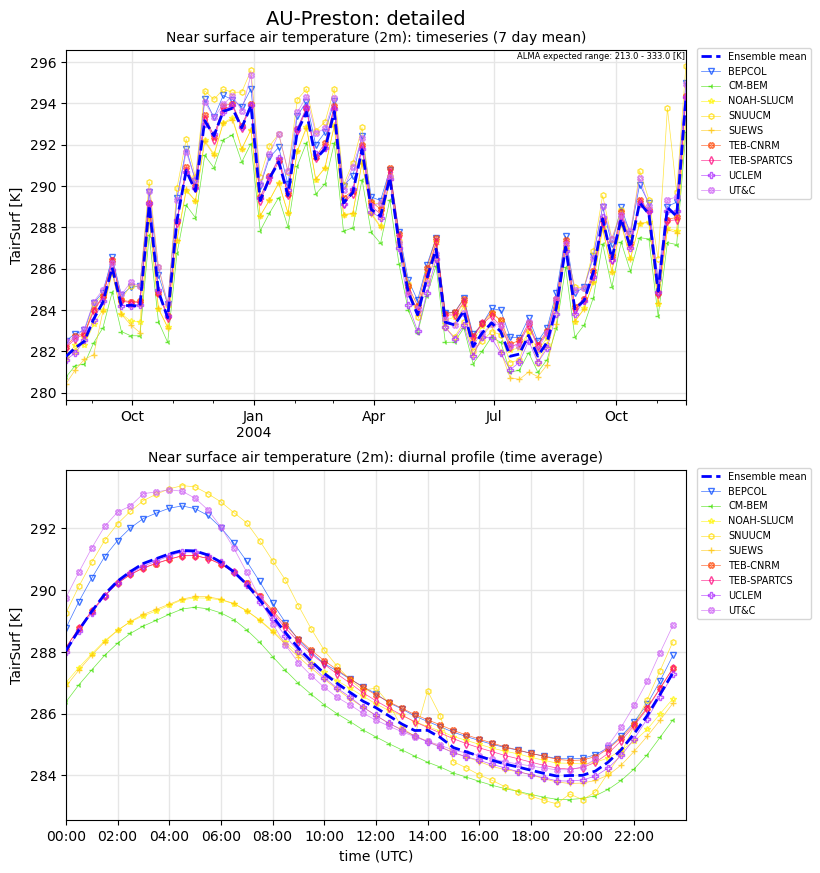 AU-Preston: detailed
Near surface air temperature (2m): timeseries (7 day mean)
ALMA expected range: 213.0 - 333.0 [K]
TairSurf [K]
296
294
292
290
288
286
284
282
280
Oct
Jan
2004
Apr
Jul
Oct
Ensemble mean
BEPCOL
CM-BEM
NOAH-SLUCM
SNUUCM
SUEWS
TEB-CNRM
TEB-SPARTCS
UCLEM
UT&C
Near surface air temperature (2m): diurnal profile (time average)
TairSurf [K]
292
290
288
286
284
00:00
02:00
04:00
06:00
08:00
10:00
12:00
14:00
16:00
18:00
20:00
22:00
time (UTC)
Ensemble mean
BEPCOL
CM-BEM
NOAH-SLUCM
SNUUCM
SUEWS
TEB-CNRM
TEB-SPARTCS
UCLEM
UT&C